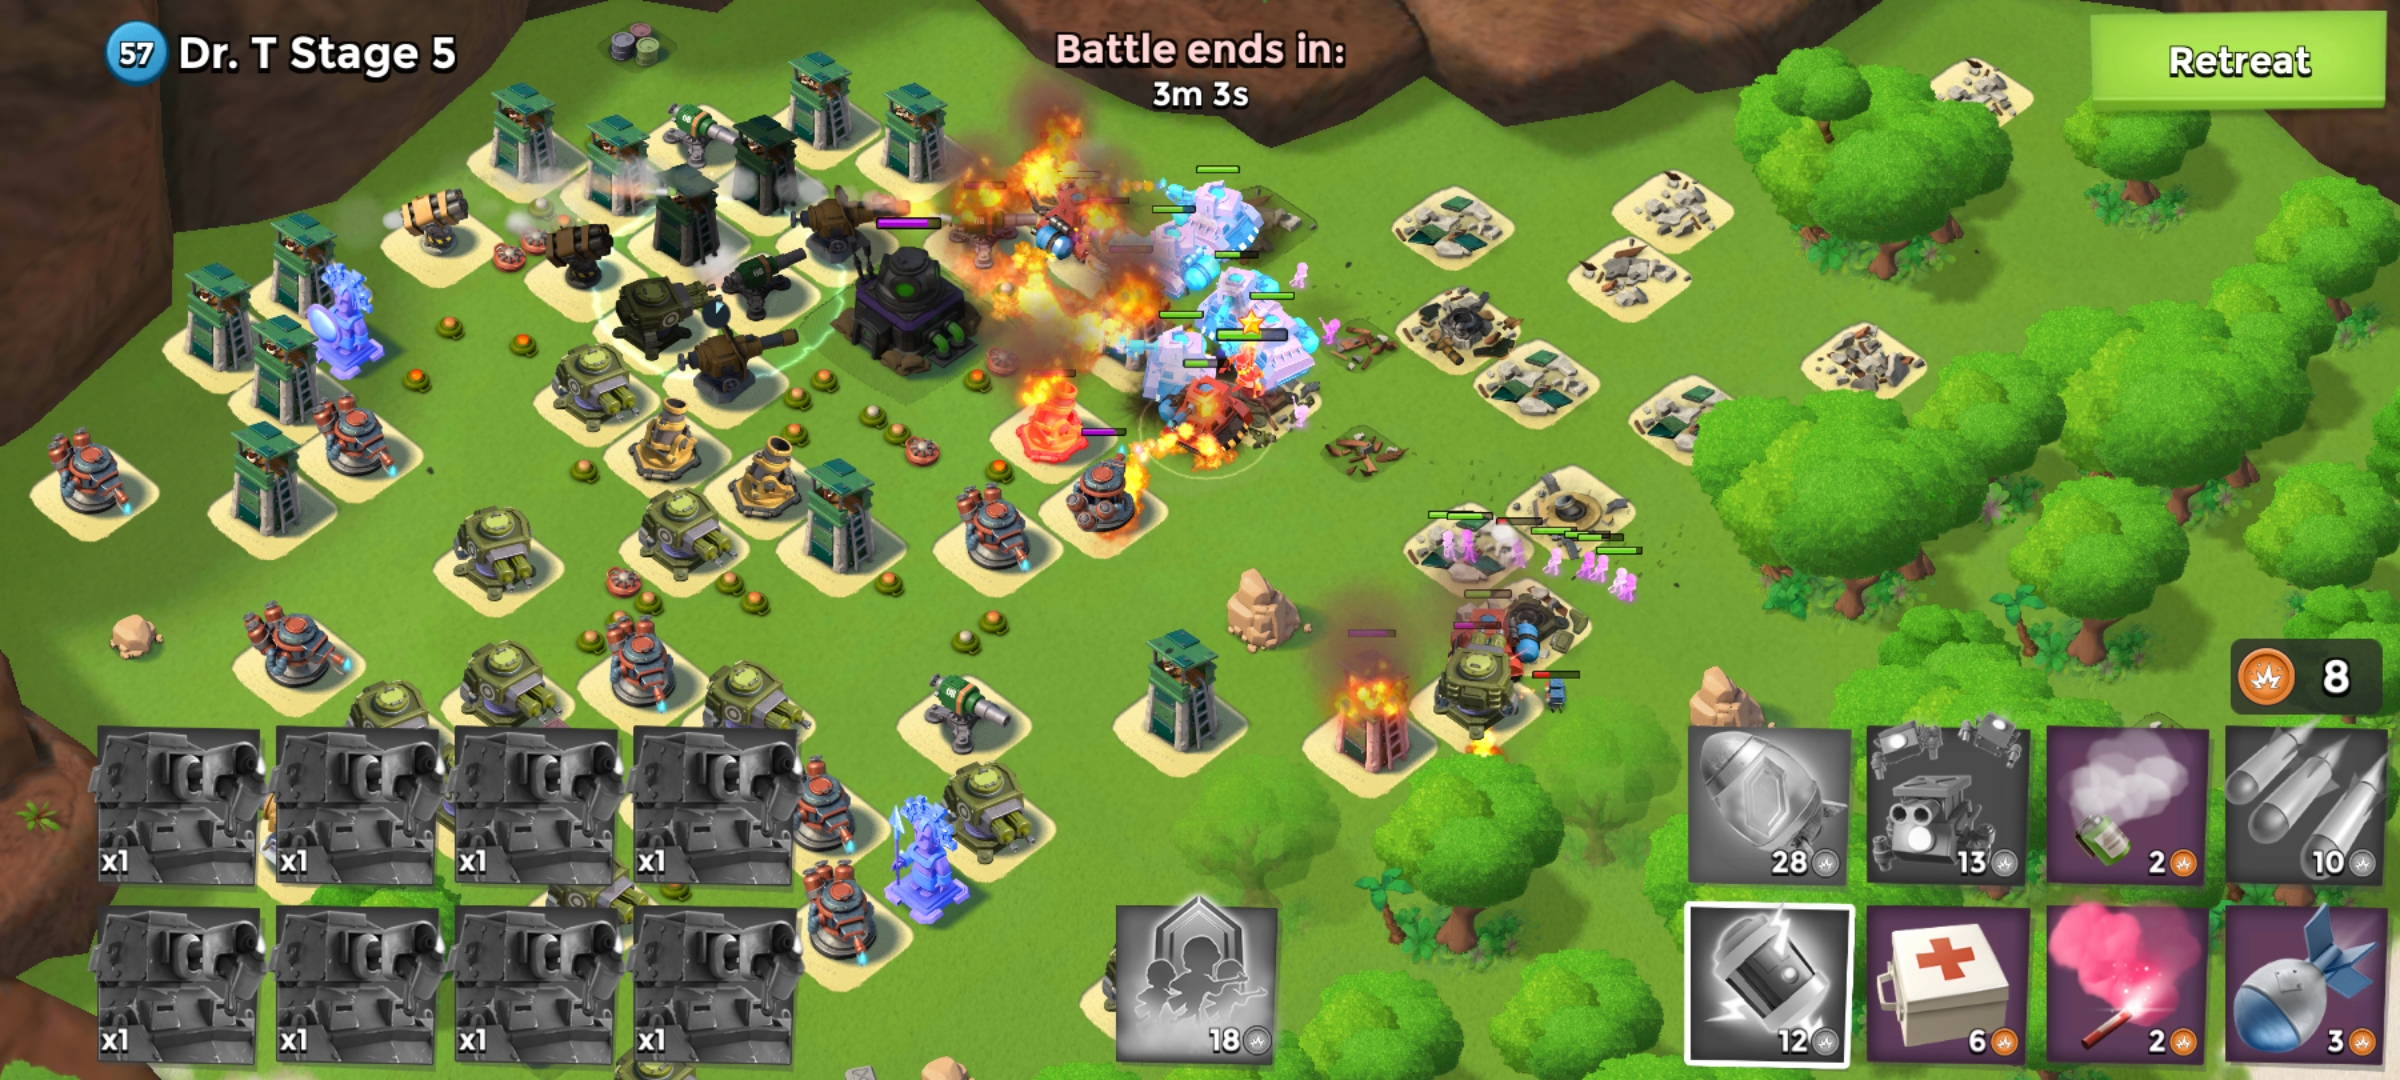 57 Dr. T Stage 5
Battle ends in:
3m 3s
Retreat
8
x1 x1 x1 x1
28 13 2 10
x1 x1 x1 x1
18
12 6 2 3